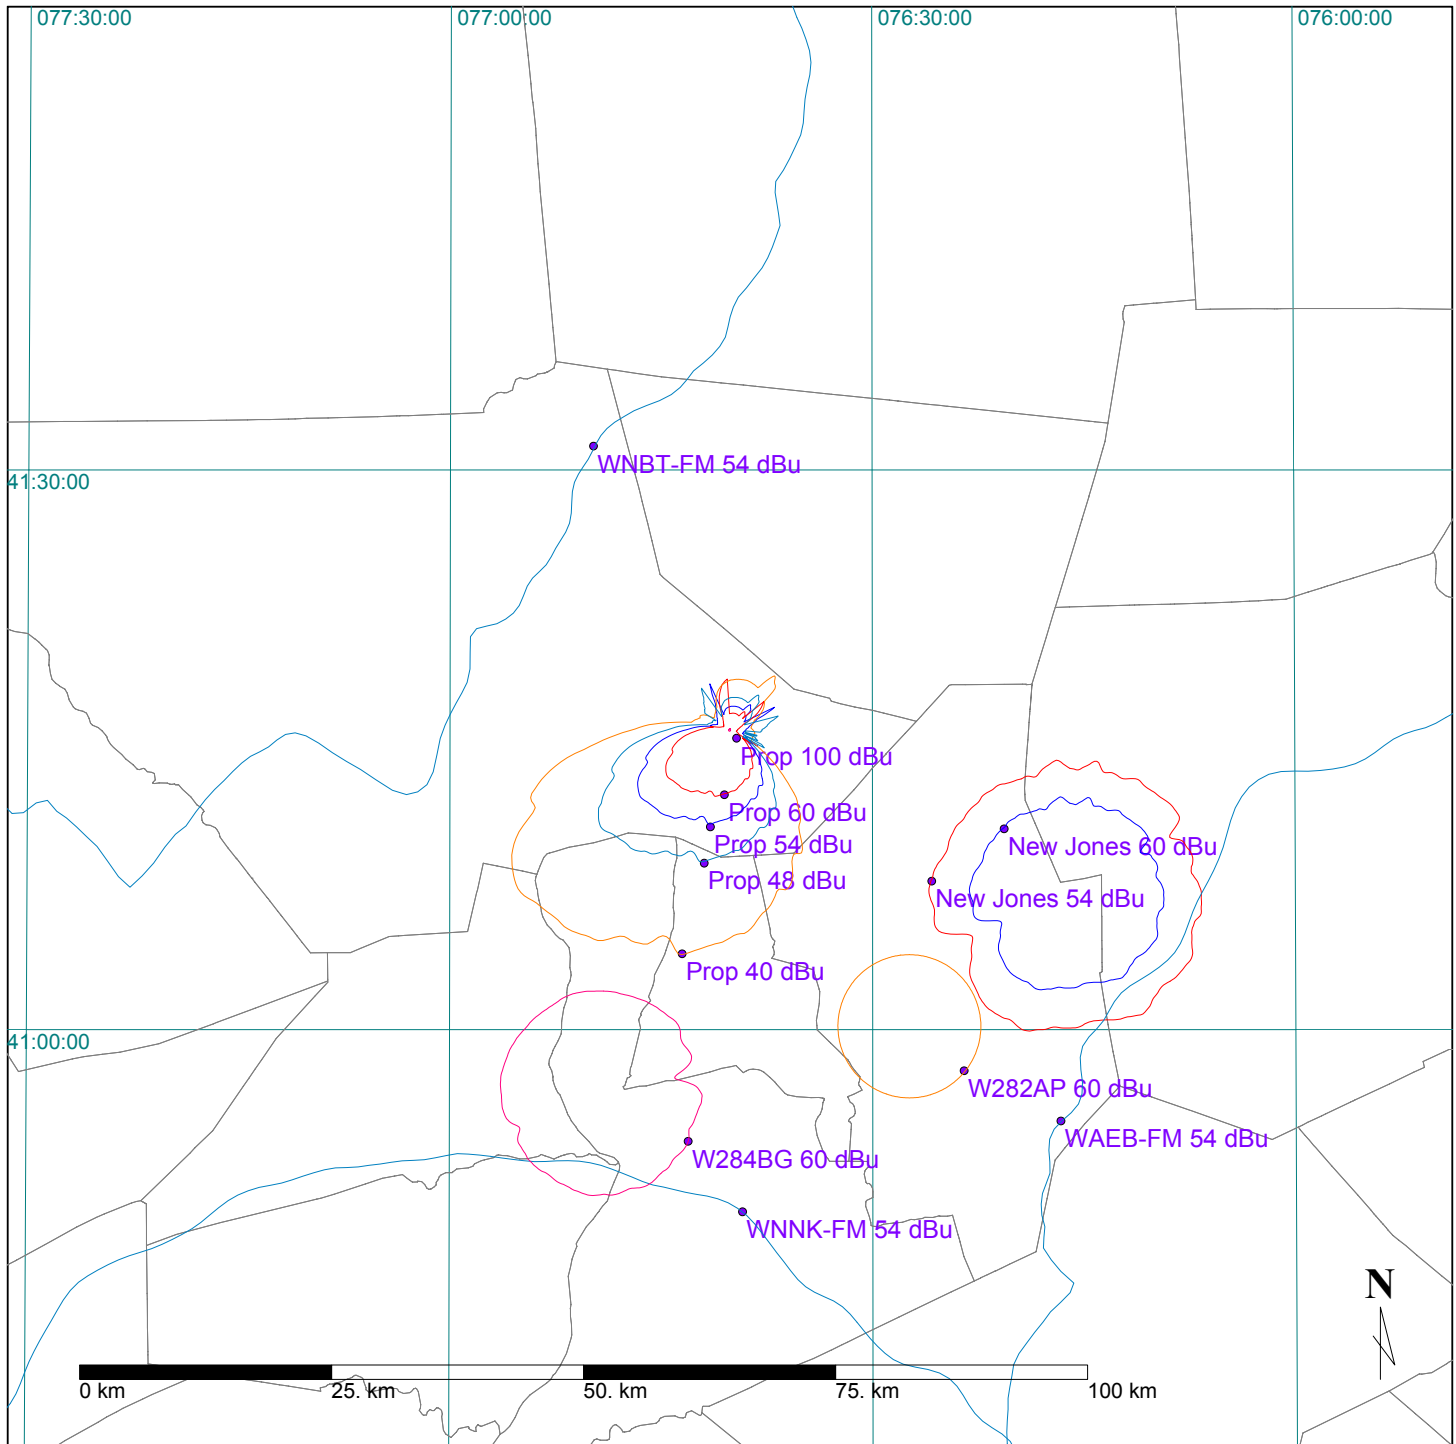 077:30:00
077:00:00
076:30:00
076:00:00
WNBT-FM 54 dBu
41:30:00
Prop 100 dBu
Prop 60 dBu
Prop 54 dBu
New Jones 60 dBu
Prop 48 dBu
New Jones 54 dBu
Prop 40 dBu
41:00:00
W282AP 60 dBu
WAEB-FM 54 dBu
W284BG 60 dBu
WNNK-FM 54 dBu
N
0 km
25. km
50. km
75. km
100 km